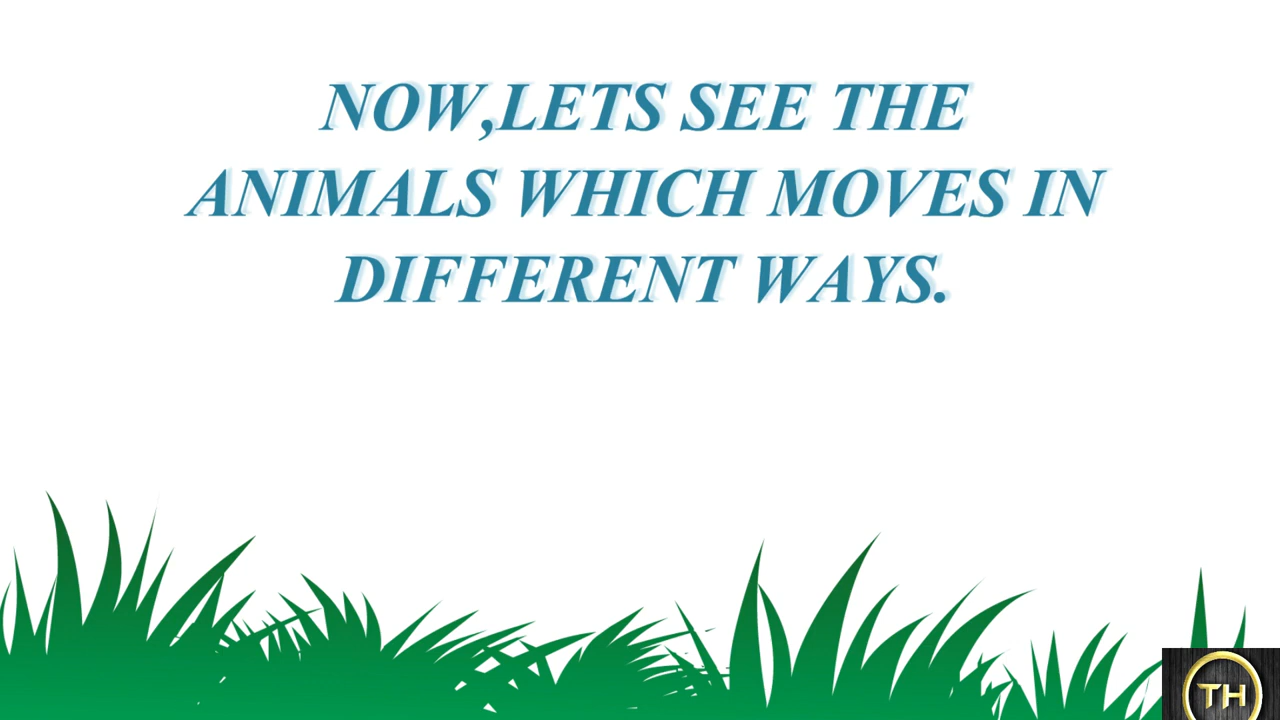 NOW,LETS SEE THE
ANIMALS WHICH MOVES IN
DIFFERENT WAYS.
TH